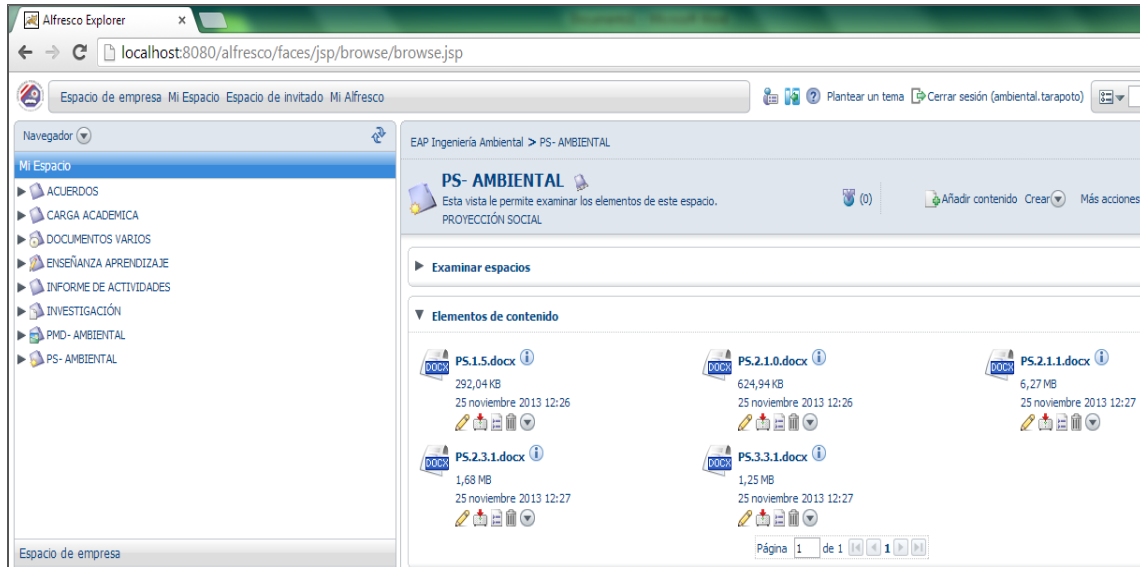 Alfresco Explorer
localhost:8080/alfresco/faces/jsp/browse/browse.jsp
Espacio de empresa Mi Espacio Espacio de invitado Mi Alfresco
Plantear un tema Cerrar sesión (ambiental.tarapoto)
Navegador
Mi Espacio
ACUERDOS
CARGA ACADEMICA
DOCUMENTOS VARIOS
ENSEÑANZA APRENDIZAJE
INFORME DE ACTIVIDADES
INVESTIGACIÓN
PMD- AMBIENTAL
PS- AMBIENTAL
Espacio de empresa
EAP Ingeniería Ambiental > PS- AMBIENTAL
PS- AMBIENTAL
Esta vista le permite examinar los elementos de este espacio.
PROYECCIÓN SOCIAL
(0)
Añadir contenido Crear Más acciones
Examinar espacios
Elementos de contenido
DOCX PS.1.5.docx
292,04 KB
25 noviembre 2013 12:26
DOCX PS.2.1.0.docx
624,94 KB
25 noviembre 2013 12:26
DOCX PS.2.1.1.docx
6,27 MB
25 noviembre 2013 12:27
DOCX PS.2.3.1.docx
1,68 MB
25 noviembre 2013 12:27
DOCX PS.3.3.1.docx
1,25 MB
25 noviembre 2013 12:27
Página 1 de 1 1